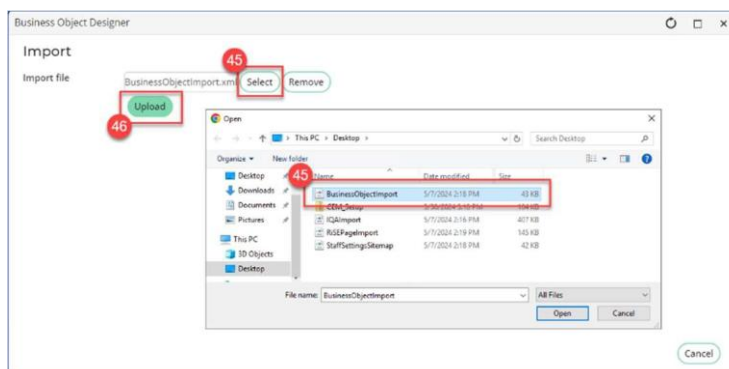 Business Object Designer
Import
45
Import file
BusinessObjectImport.xml Select Remove
Upload
46
Open
This PC > Desktop >
Search Desktop
Organize New folder
45
Name Date modified Size
Desktop
Downloads
Documents
Pictures
This PC
3D Objects
Desktop
BusinessObjectImport 5/7/2024 2:18 PM 43 KB
CEM_Setup
IQAImport 5/7/2024 2:16 PM 407 KB
RiSEPageImport 5/7/2024 2:19 PM 145 KB
StaffSettingsSitemap 5/7/2024 2:18 PM 42 KB
File name: BusinessObjectImport
All Files
Open Cancel
Cancel